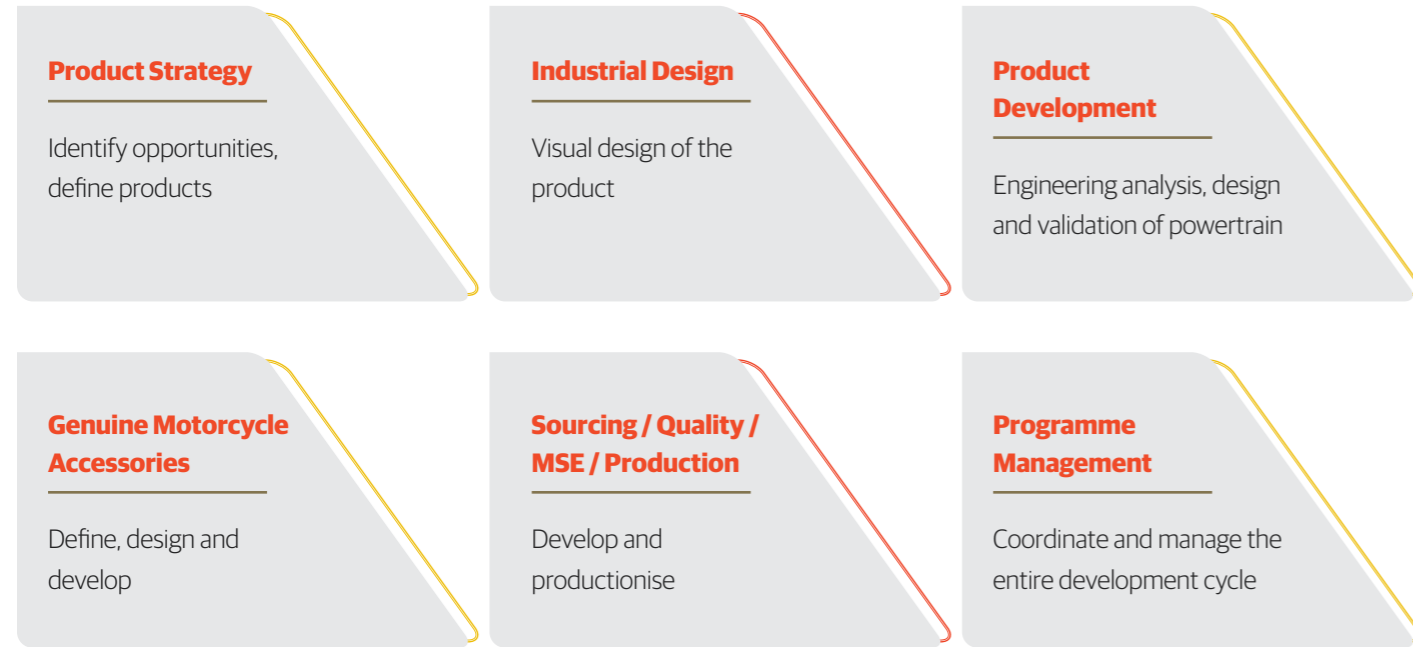 Product Strategy
Identify opportunities,
define products
Industrial Design
Visual design of the
product
Product
Development
Engineering analysis, design
and validation of powertrain
Genuine Motorcycle
Accessories
Define, design and
develop
Sourcing / Quality /
MSE / Production
Develop and
productionise
Programme
Management
Coordinate and manage the
entire development cycle